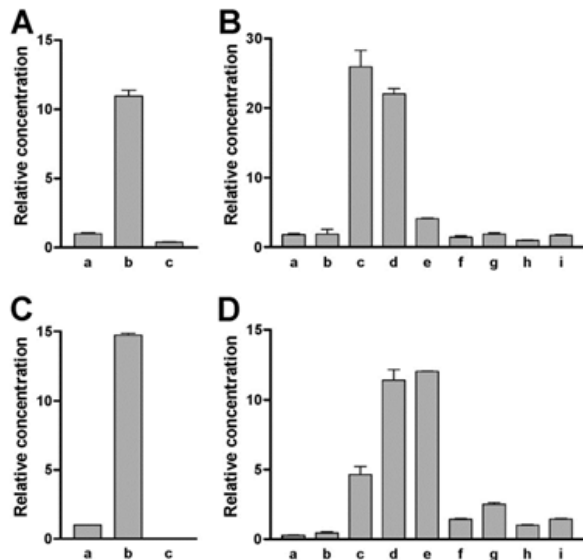 A
Relative concentration
15
10
5
0
a b c
B
Relative concentration
30
20
10
0
a b c d e f g h i
C
Relative concentration
15
10
5
0
a b c
D
Relative concentration
15
10
5
0
a b c d e f g h i